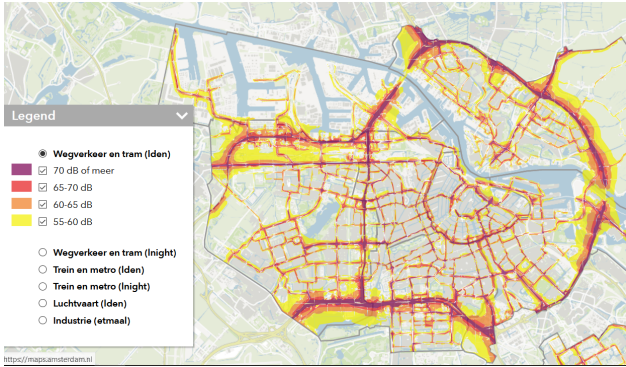 Legend
Wegverkeer en tram (lden)
70 dB of meer
65-70 dB
60-65 dB
55-60 dB
Wegverkeer en tram (lnight)
Trein en metro (lden)
Trein en metro (lnight)
Luchtvaart (lden)
Industrie (etmaal)
https://maps.amsterdam.nl